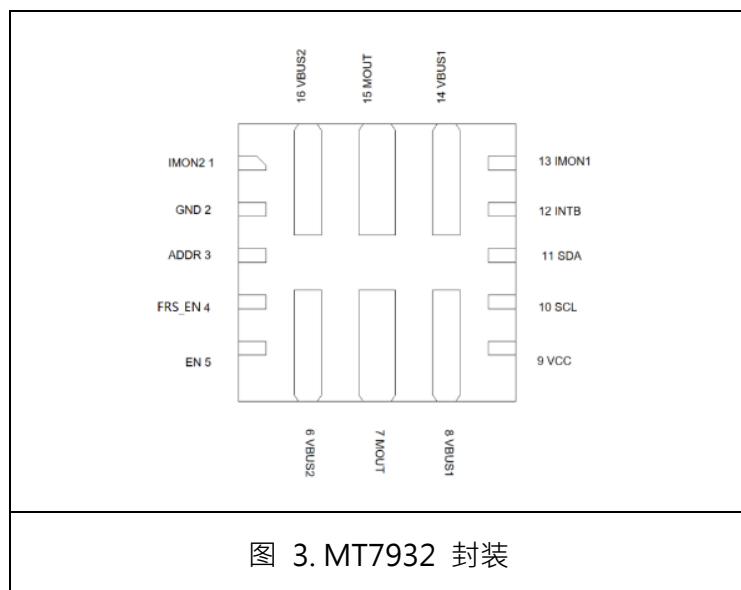 16 VBUS2
15 MOUT
14 VBUS1
IMON2 1
13 IMON1
GND 2
12 INTB
ADDR 3
11 SDA
FRS_EN 4
10 SCL
EN 5
9 VCC
6 VBUS2
7 MOUT
8 VBUS1
图 3. MT7932 封装